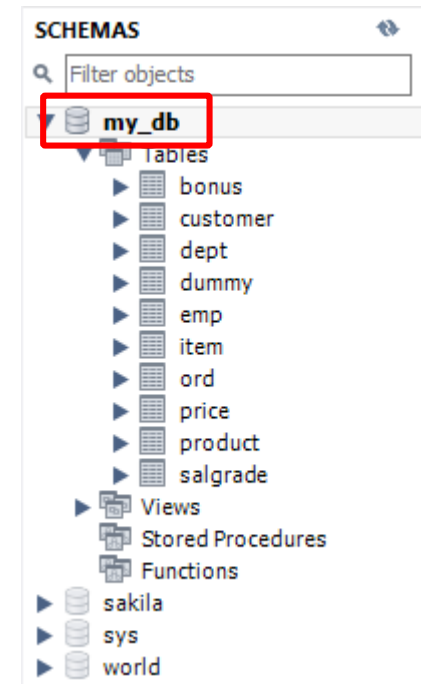 SCHEMAS
Filter objects
my_db
Tables
bonus
customer
dept
dummy
emp
item
ord
price
product
salgrade
Views
Stored Procedures
Functions
sakila
sys
world